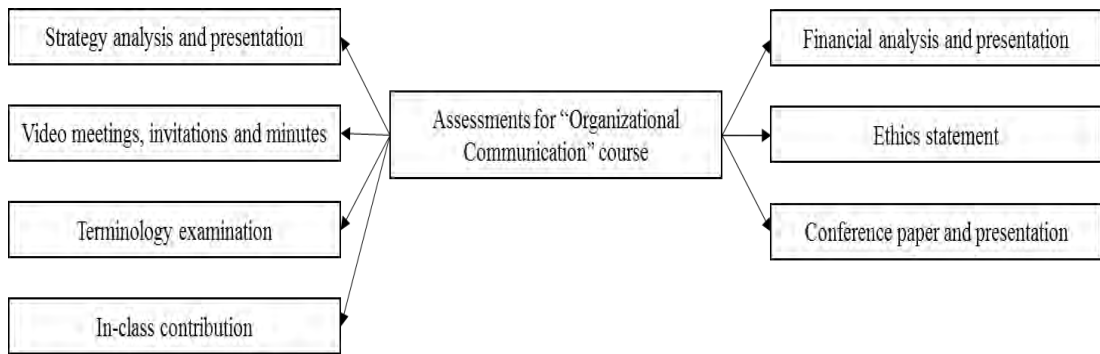 Strategy analysis and presentation
Video meetings, invitations and minutes
Terminology examination
In-class contribution
Assessments for “Organizational
Communication” course
Financial analysis and presentation
Ethics statement
Conference paper and presentation